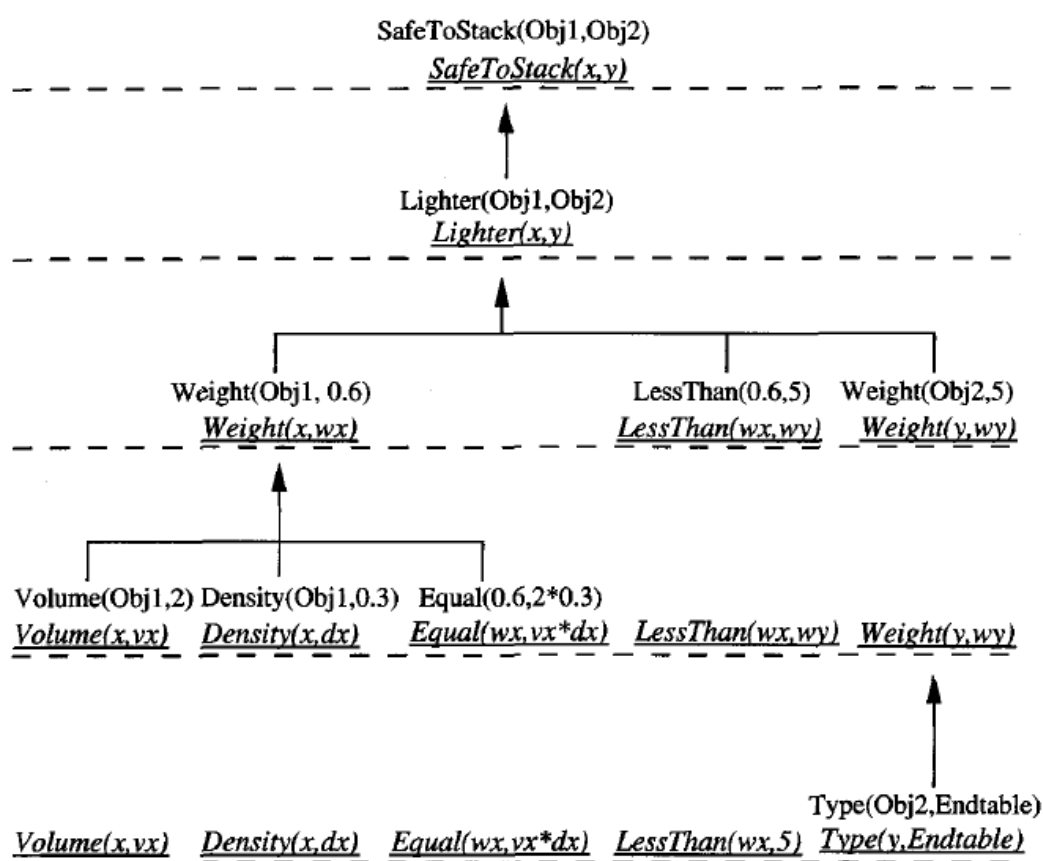 SafeToStack(Obj1,Obj2)
SafeToStack(x,y)
Lighter(Obj1,Obj2)
Lighter(x,y)
Weight(Obj1, 0.6) LessThan(0.6,5) Weight(Obj2,5)
Weight(x,wx) LessThan(wx,wy) Weight(y,wy)
Volume(Obj1,2) Density(Obj1,0.3) Equal(0.6,2*0.3)
Volume(x,vx) Density(x,dx) Equal(wx,vx*dx) LessThan(wx,wy) Weight(y,wy)
Type(Obj2,Endtable)
Volume(x,vx) Density(x,dx) Equal(wx,vx*dx) LessThan(wx,5) Type(y,Endtable)